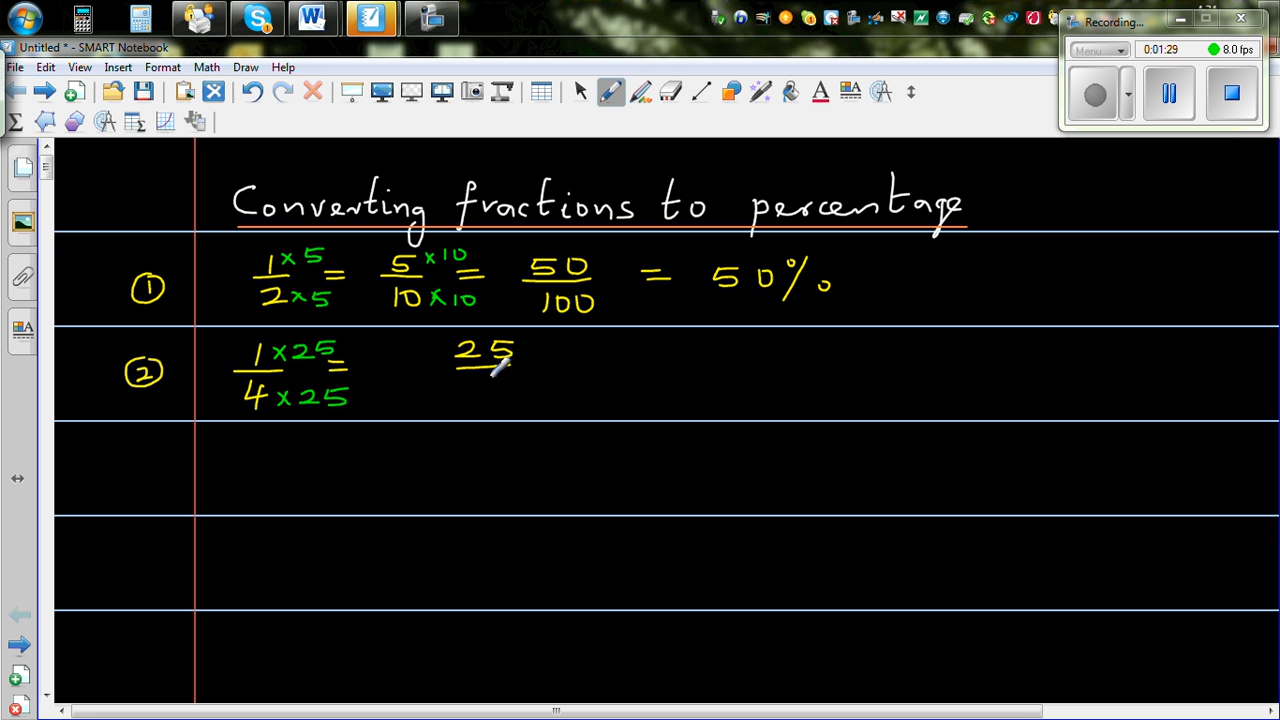 Recording...
Untitled * - SMART Notebook
Menu
0:01:29
8.0 fps
File Edit View Insert Format Math Draw Help
Converting fractions to percentage
① 1 × 5 / 2 × 5 = 5 × 10 / 10 × 10 = 50 / 100 = 50%
② 1 × 25 / 4 × 25 = 25